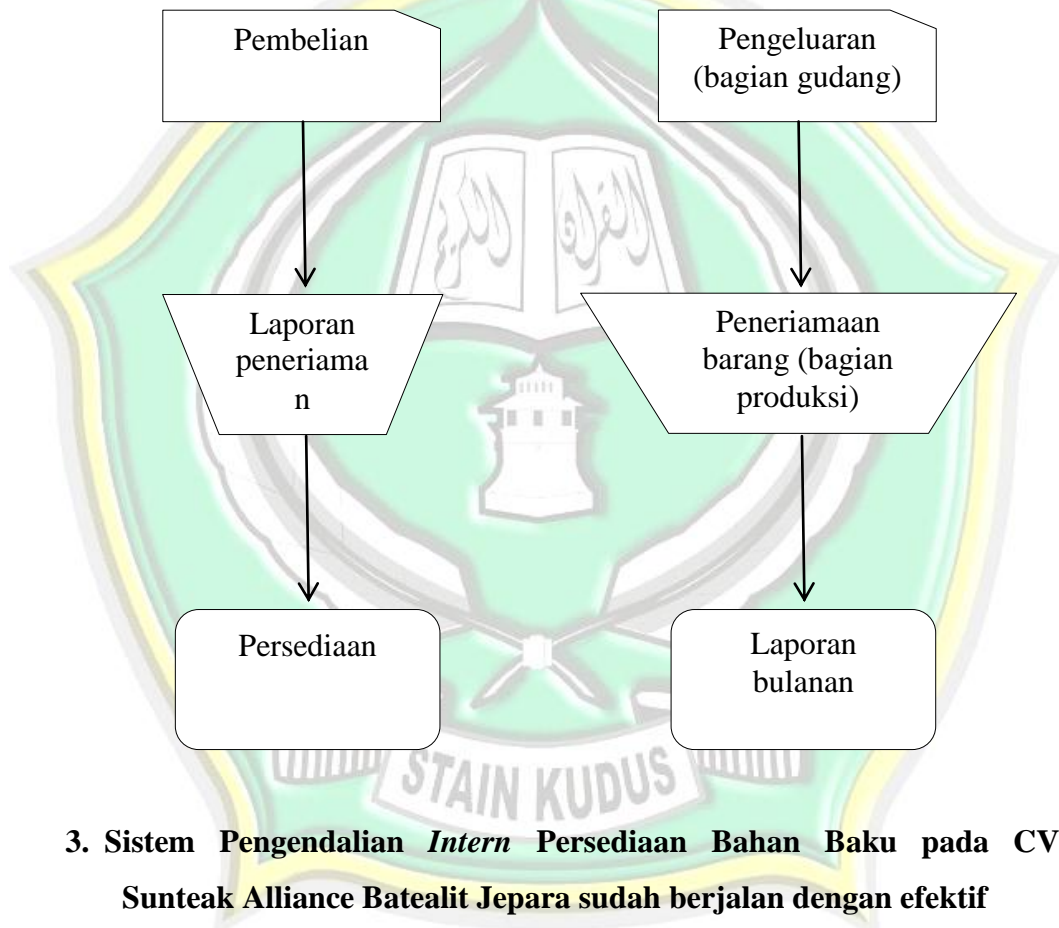 Pembelian
Pengeluaran
(bagian gudang)
Laporan
peneriama
n
Peneriamaan
barang (bagian
produksi)
Persediaan
Laporan
bulanan
STAIN KUDUS
3. Sistem Pengendalian Intern Persediaan Bahan Baku pada CV
Sunteak Alliance Batealit Jepara sudah berjalan dengan efektif